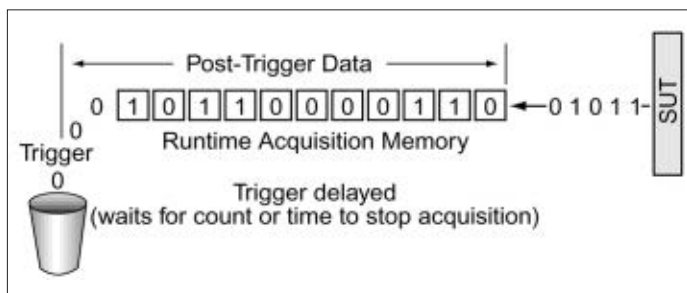 Post-Trigger Data
0 1 0 1 1 0 0 0 0 1 1 0 0 1 0 1 1 SUT
0
Runtime Acquisition Memory
Trigger
0
Trigger delayed
(waits for count or time to stop acquisition)